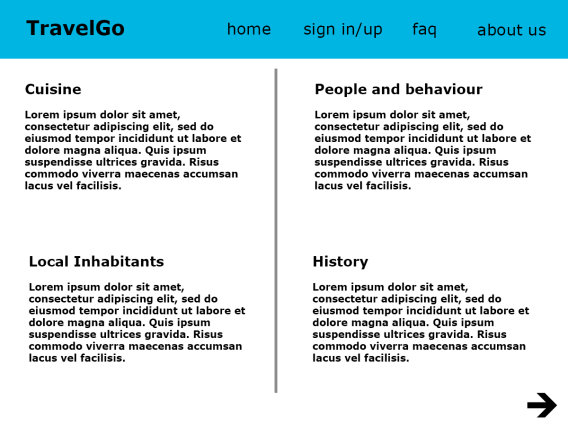 TravelGo
home
sign in/up
faq
about us
Cuisine
Lorem ipsum dolor sit amet,
consectetur adipiscing elit, sed do
eiusmod tempor incididunt ut labore et
dolore magna aliqua. Quis ipsum
suspendisse ultrices gravida. Risus
commodo viverra maecenas accumsan
lacus vel facilisis.
People and behaviour
Lorem ipsum dolor sit amet,
consectetur adipiscing elit, sed do
eiusmod tempor incididunt ut labore et
dolore magna aliqua. Quis ipsum
suspendisse ultrices gravida. Risus
commodo viverra maecenas accumsan
lacus vel facilisis.
Local Inhabitants
Lorem ipsum dolor sit amet,
consectetur adipiscing elit, sed do
eiusmod tempor incididunt ut labore et
dolore magna aliqua. Quis ipsum
suspendisse ultrices gravida. Risus
commodo viverra maecenas accumsan
lacus vel facilisis.
History
Lorem ipsum dolor sit amet,
consectetur adipiscing elit, sed do
eiusmod tempor incididunt ut labore et
dolore magna aliqua. Quis ipsum
suspendisse ultrices gravida. Risus
commodo viverra maecenas accumsan
lacus vel facilisis.